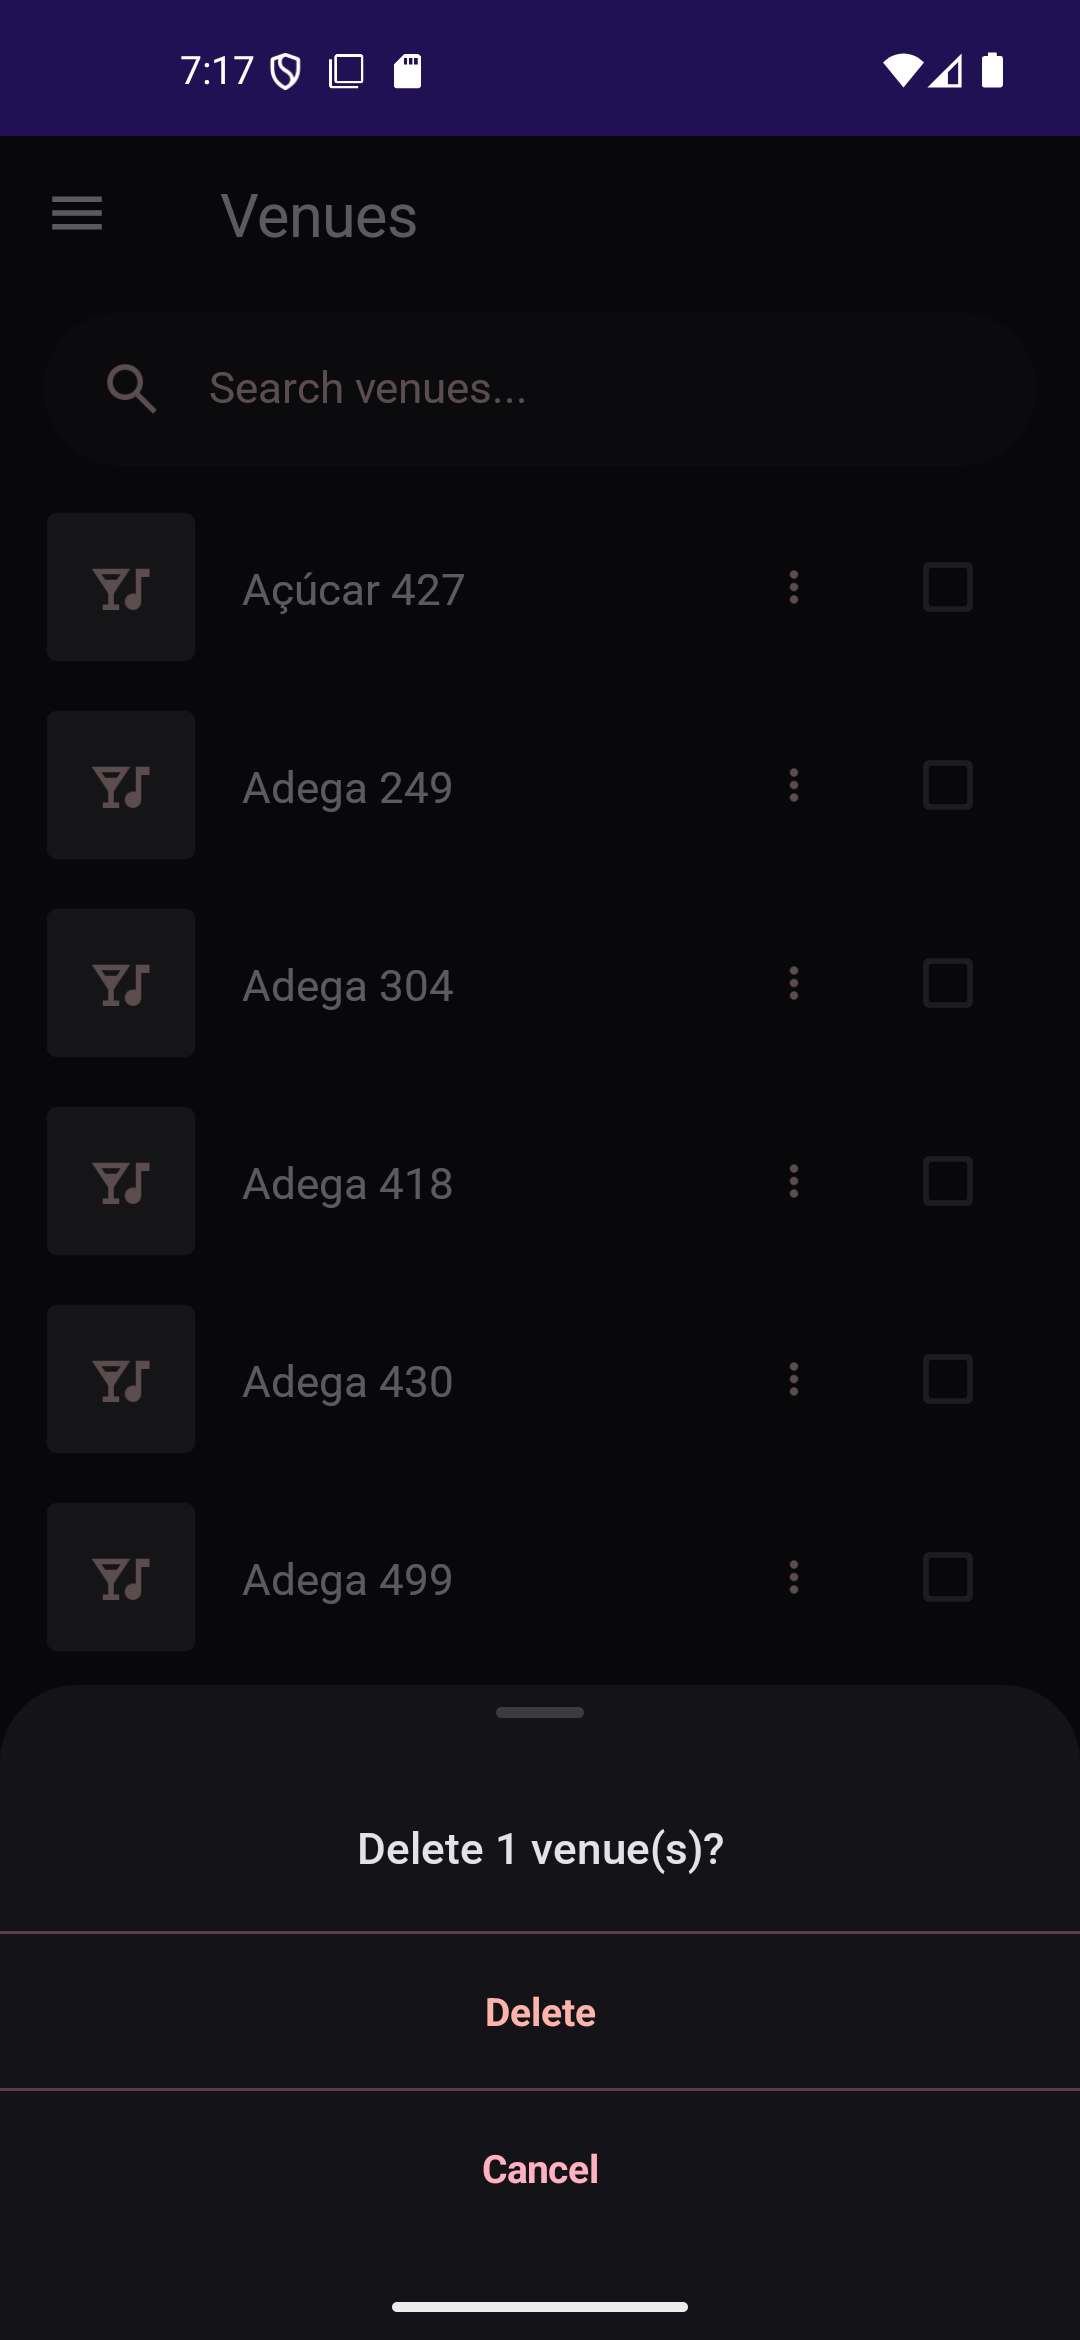 7:17
Venues
Search venues...
Açúcar 427
Adega 249
Adega 304
Adega 418
Adega 430
Adega 499
Delete 1 venue(s)?
Delete
Cancel